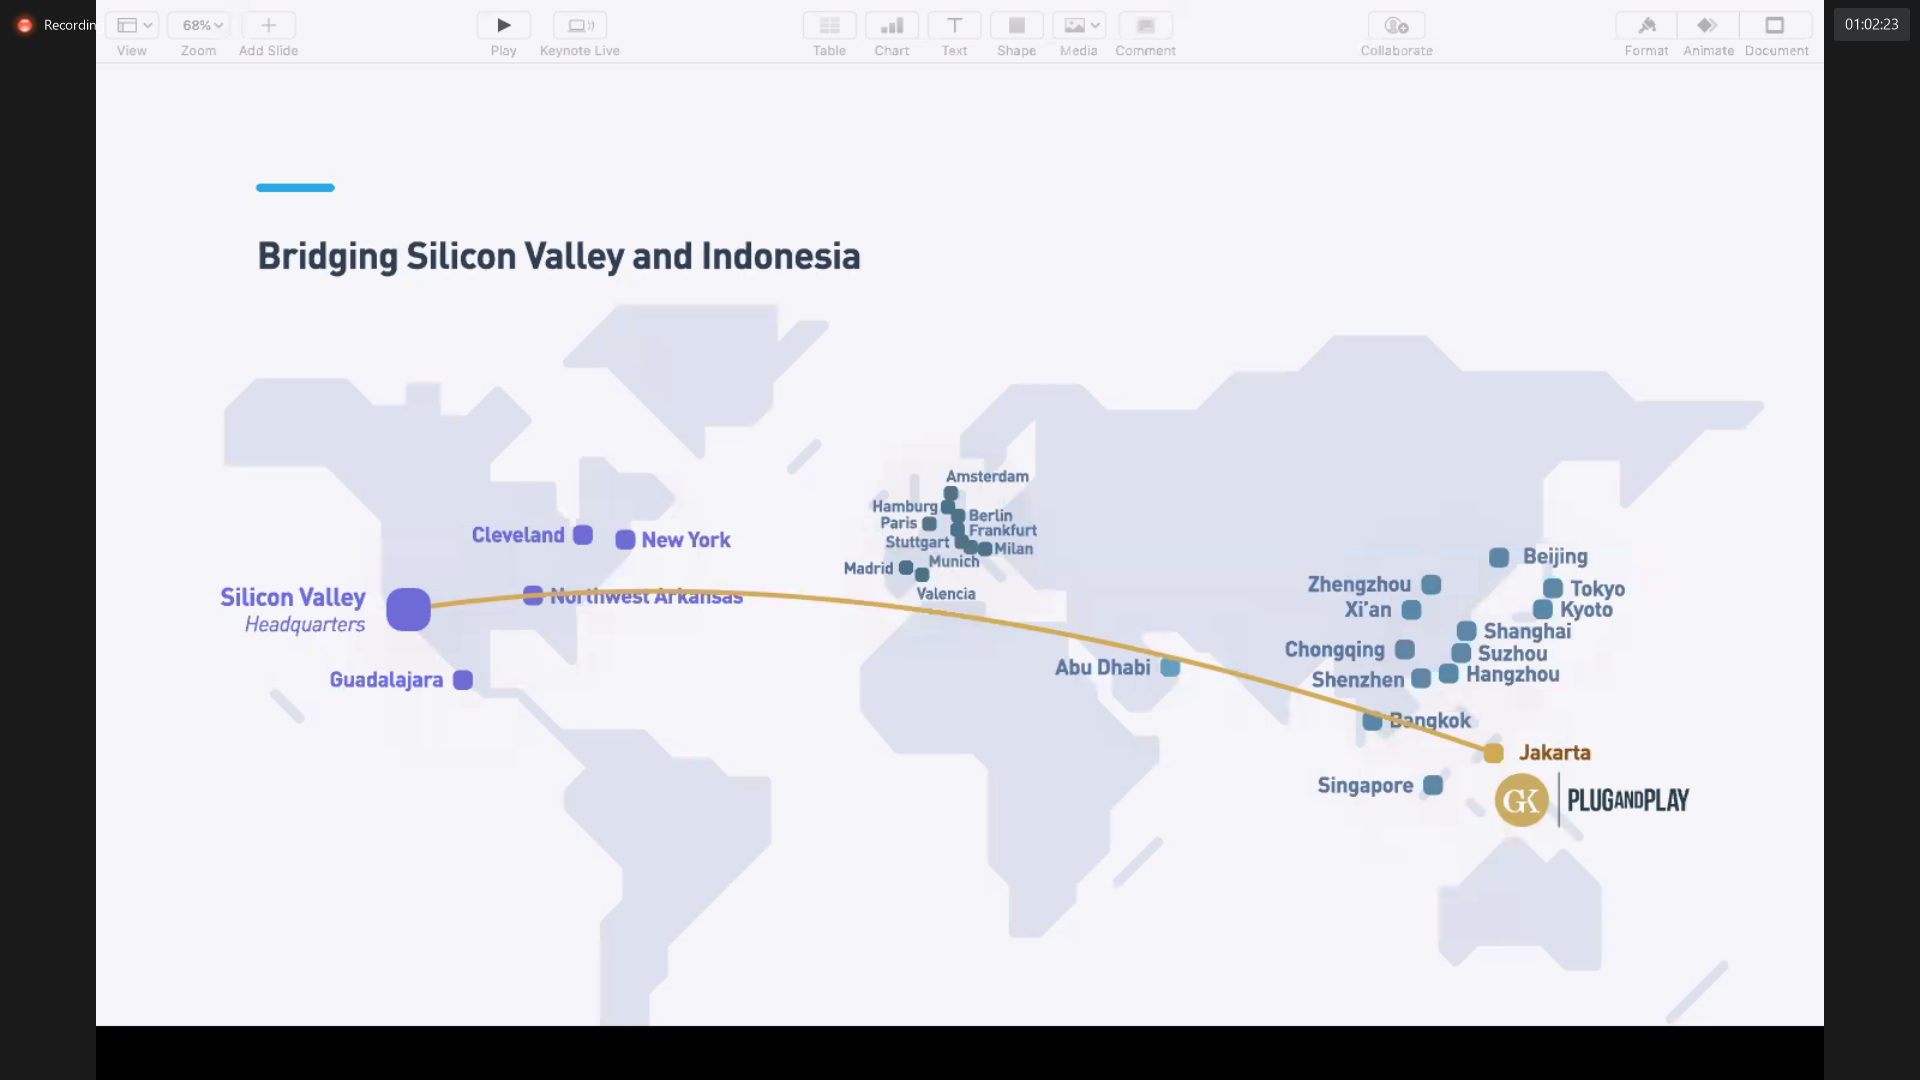 Recording
01:02:23
68%
View
Zoom
Add Slide
Play
Keynote Live
Table
Chart
Text
Shape
Media
Comment
Collaborate
Format
Animate
Document
Bridging Silicon Valley and Indonesia
Amsterdam
Hamburg
Berlin
Paris
Frankfurt
Stuttgart
Milan
Munich
Madrid
Valencia
Cleveland
New York
Northwest Arkansas
Silicon Valley
Headquarters
Guadalajara
Abu Dhabi
Beijing
Zhengzhou
Tokyo
Xi'an
Kyoto
Shanghai
Chongqing
Suzhou
Shenzhen
Hangzhou
Bangkok
Jakarta
Singapore
GK
PLUGANDPLAY